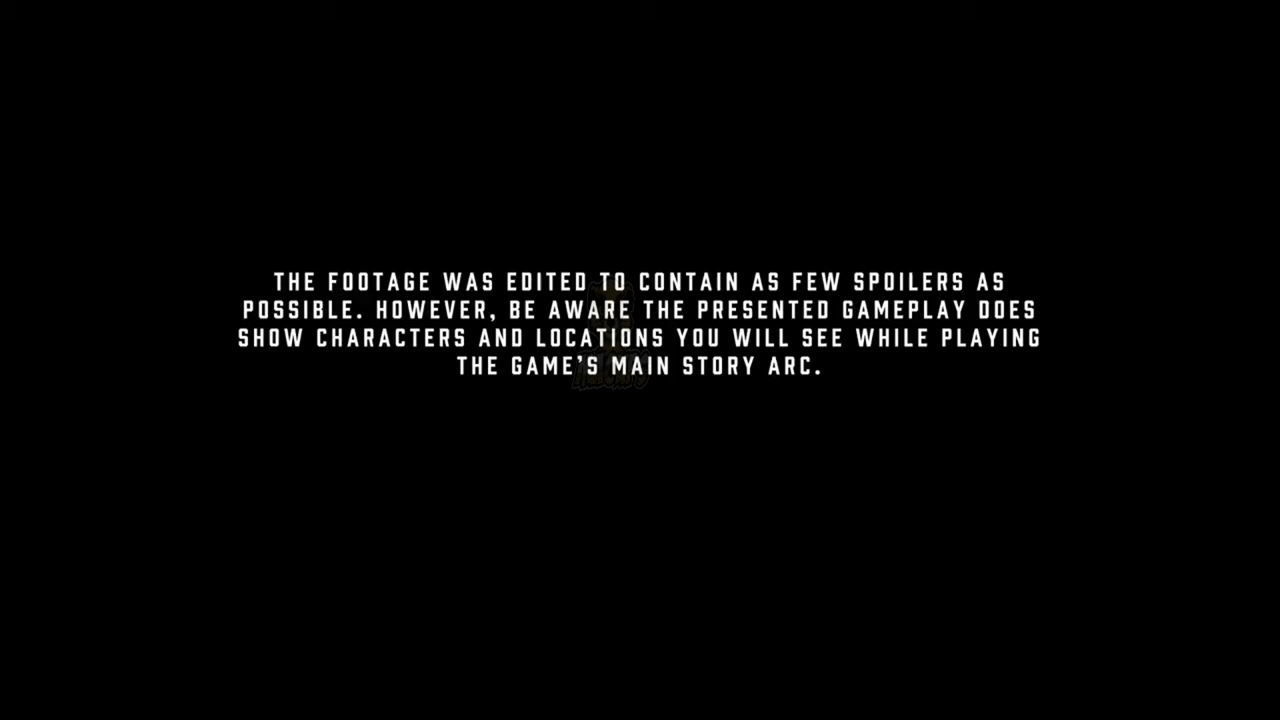 THE FOOTAGE WAS EDITED TO CONTAIN AS FEW SPOILERS AS
POSSIBLE. HOWEVER, BE AWARE THE PRESENTED GAMEPLAY DOES
SHOW CHARACTERS AND LOCATIONS YOU WILL SEE WHILE PLAYING
THE GAME'S MAIN STORY ARC.